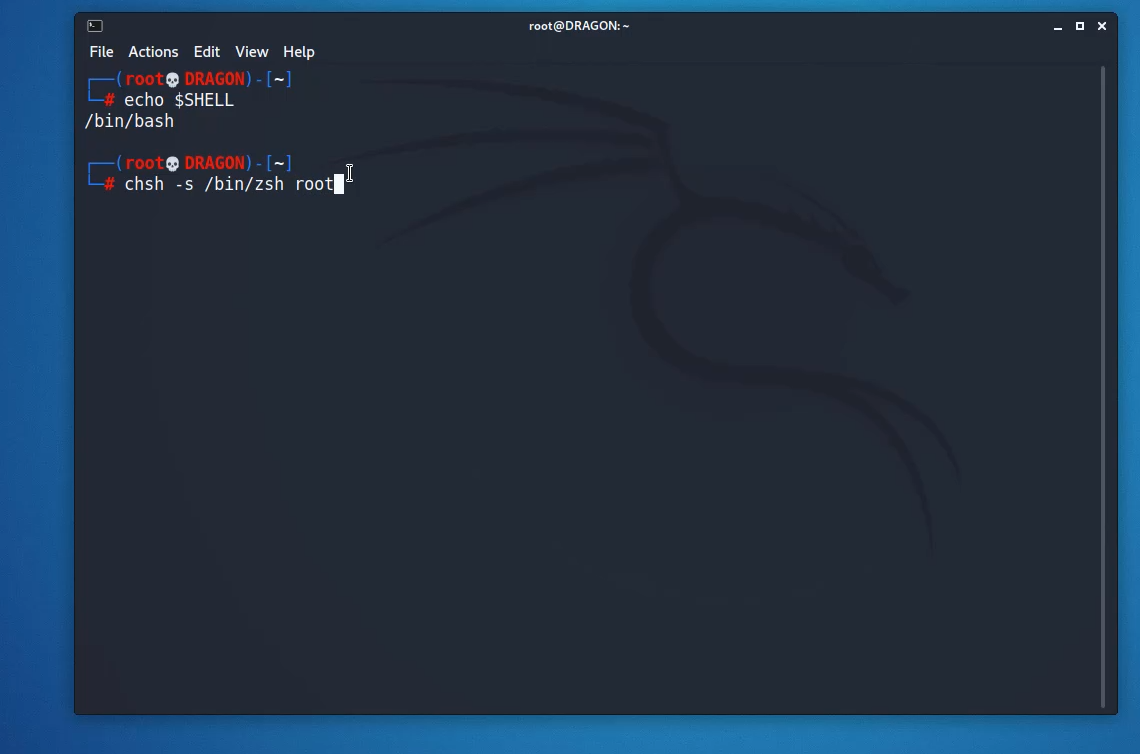 root@DRAGON: ~
File Actions Edit View Help
┌──(root💀DRAGON)-[~]
└─# echo $SHELL
/bin/bash
┌──(root💀DRAGON)-[~]
└─# chsh -s /bin/zsh root